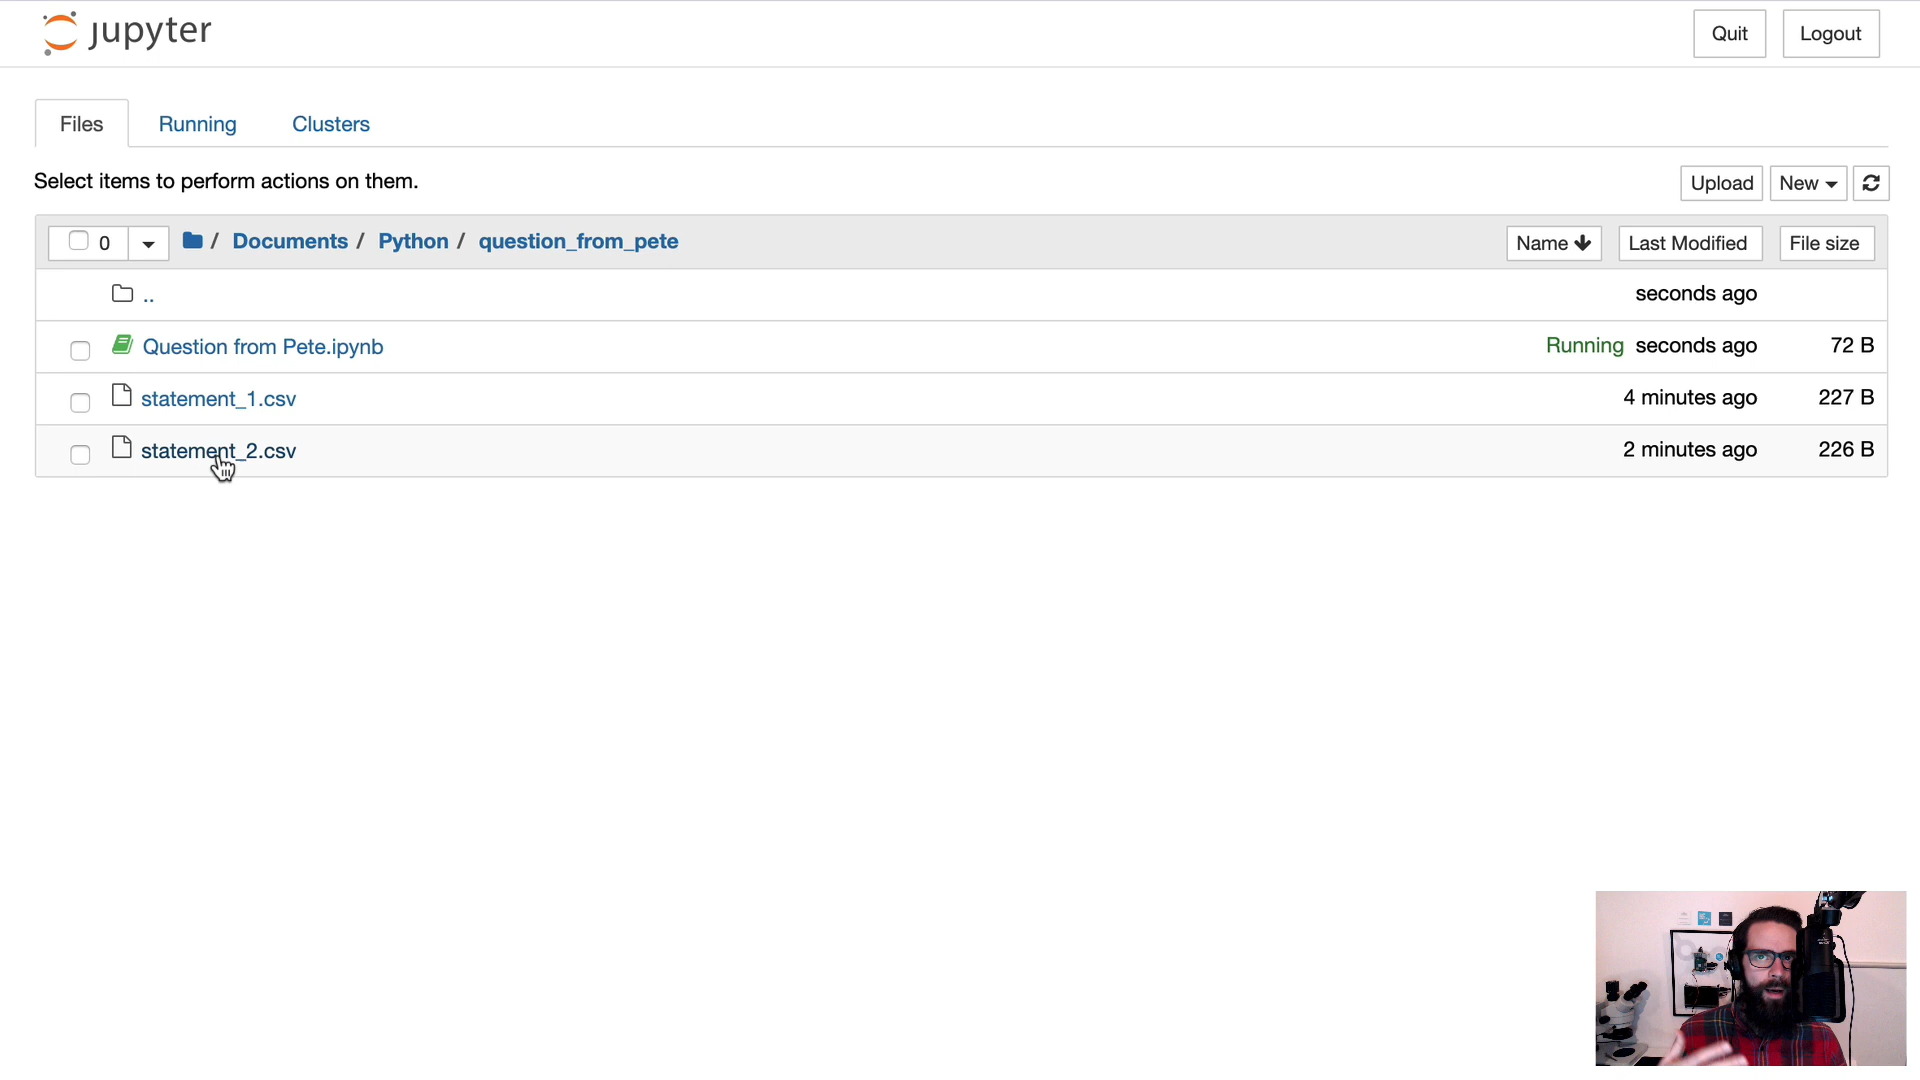 jupyter
Quit
Logout
Files
Running
Clusters
Select items to perform actions on them.
Upload
New
0
/ Documents / Python / question_from_pete
Name
Last Modified
File size
..
seconds ago
Question from Pete.ipynb
Running seconds ago
72 B
statement_1.csv
4 minutes ago
227 B
statement_2.csv
2 minutes ago
226 B